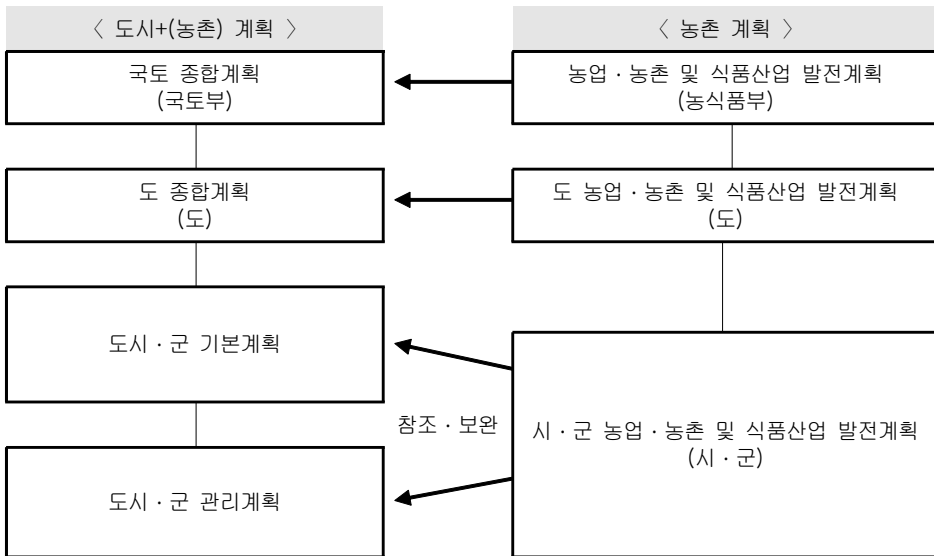 〈 도시+(농촌) 계획 〉
〈 농촌 계획 〉
국토 종합계획
(국토부)
농업 · 농촌 및 식품산업 발전계획
(농식품부)
도 종합계획
(도)
도 농업 · 농촌 및 식품산업 발전계획
(도)
도시 · 군 기본계획
참조 · 보완
시 · 군 농업 · 농촌 및 식품산업 발전계획
(시 · 군)
도시 · 군 관리계획